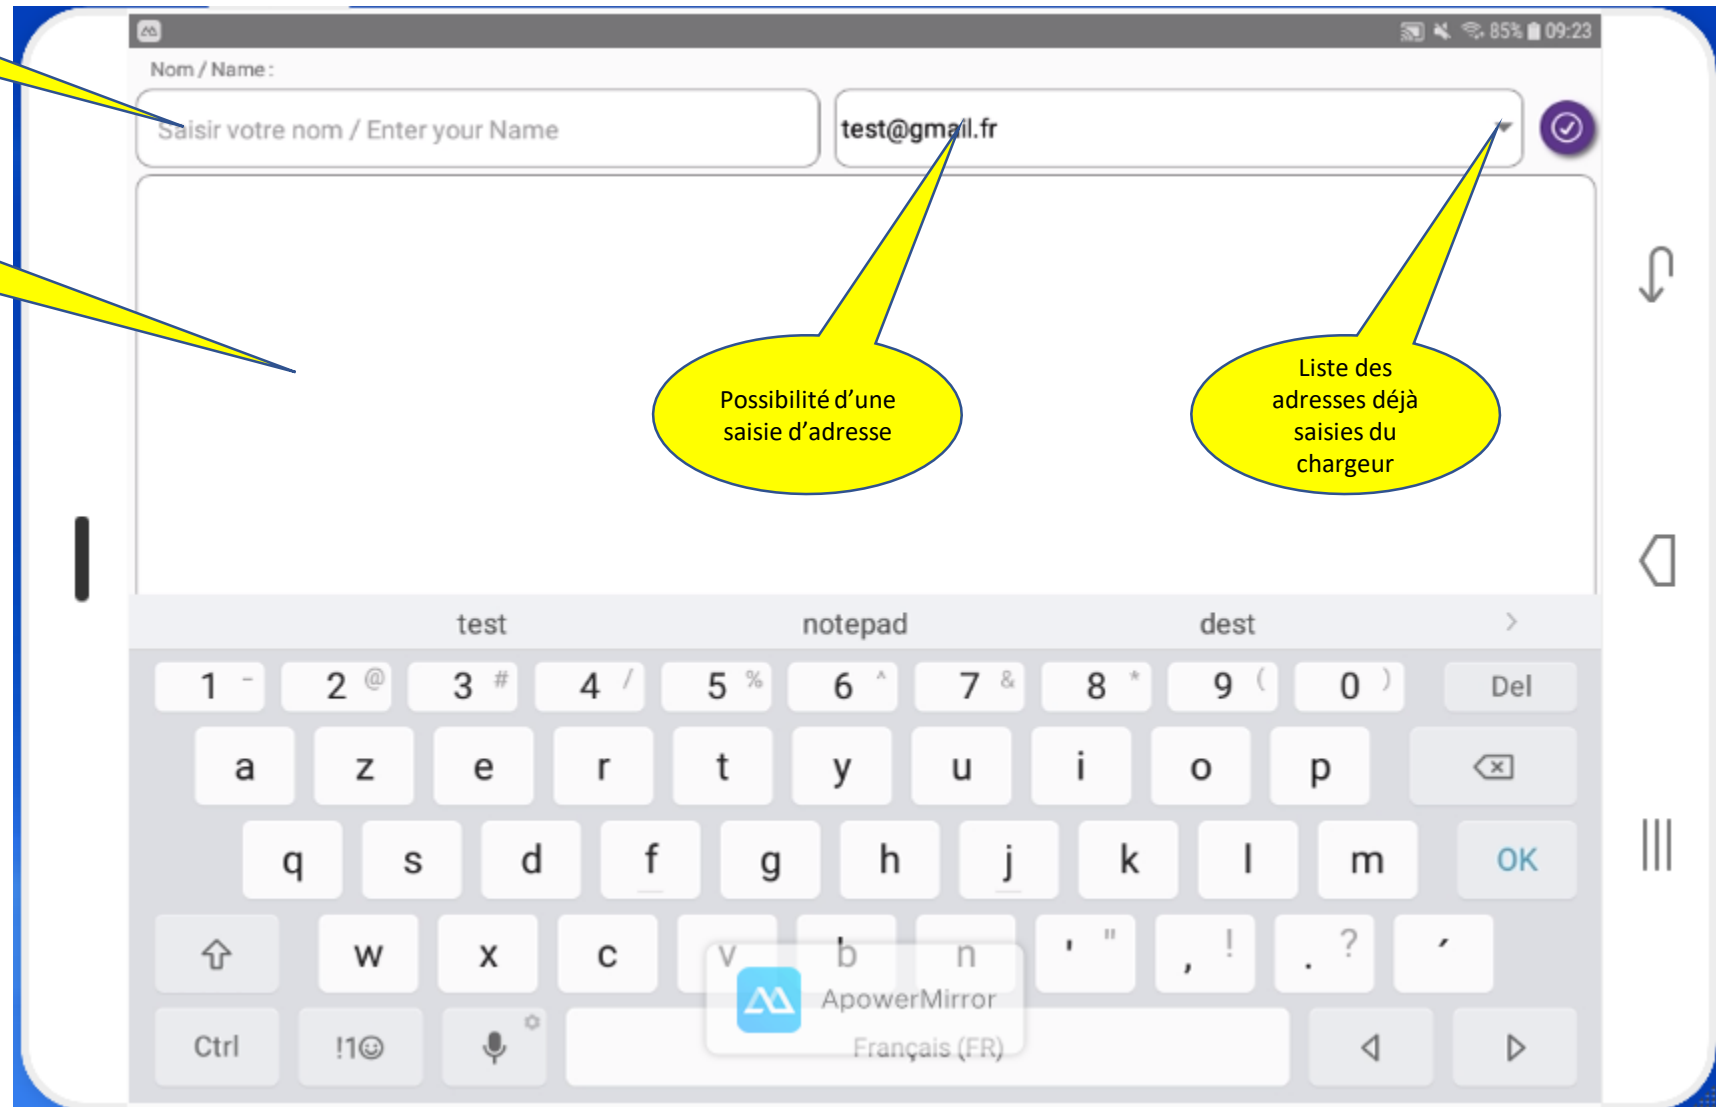 85% 09:23
Nom / Name :
Saisir votre nom / Enter your Name
test@gmail.fr
Possibilité d’une
saisie d’adresse
Liste des
adresses déjà
saisies du
chargeur
test notepad dest
1 - 2 @ 3 # 4 / 5 % 6 ^ 7 & 8 * 9 ( 0 ) Del
a z e r t y u i o p
q s d f g h j k l m OK
w x c v b n ' " , ! . ? ´
ApowerMirror
Ctrl !1☺ Français (FR)